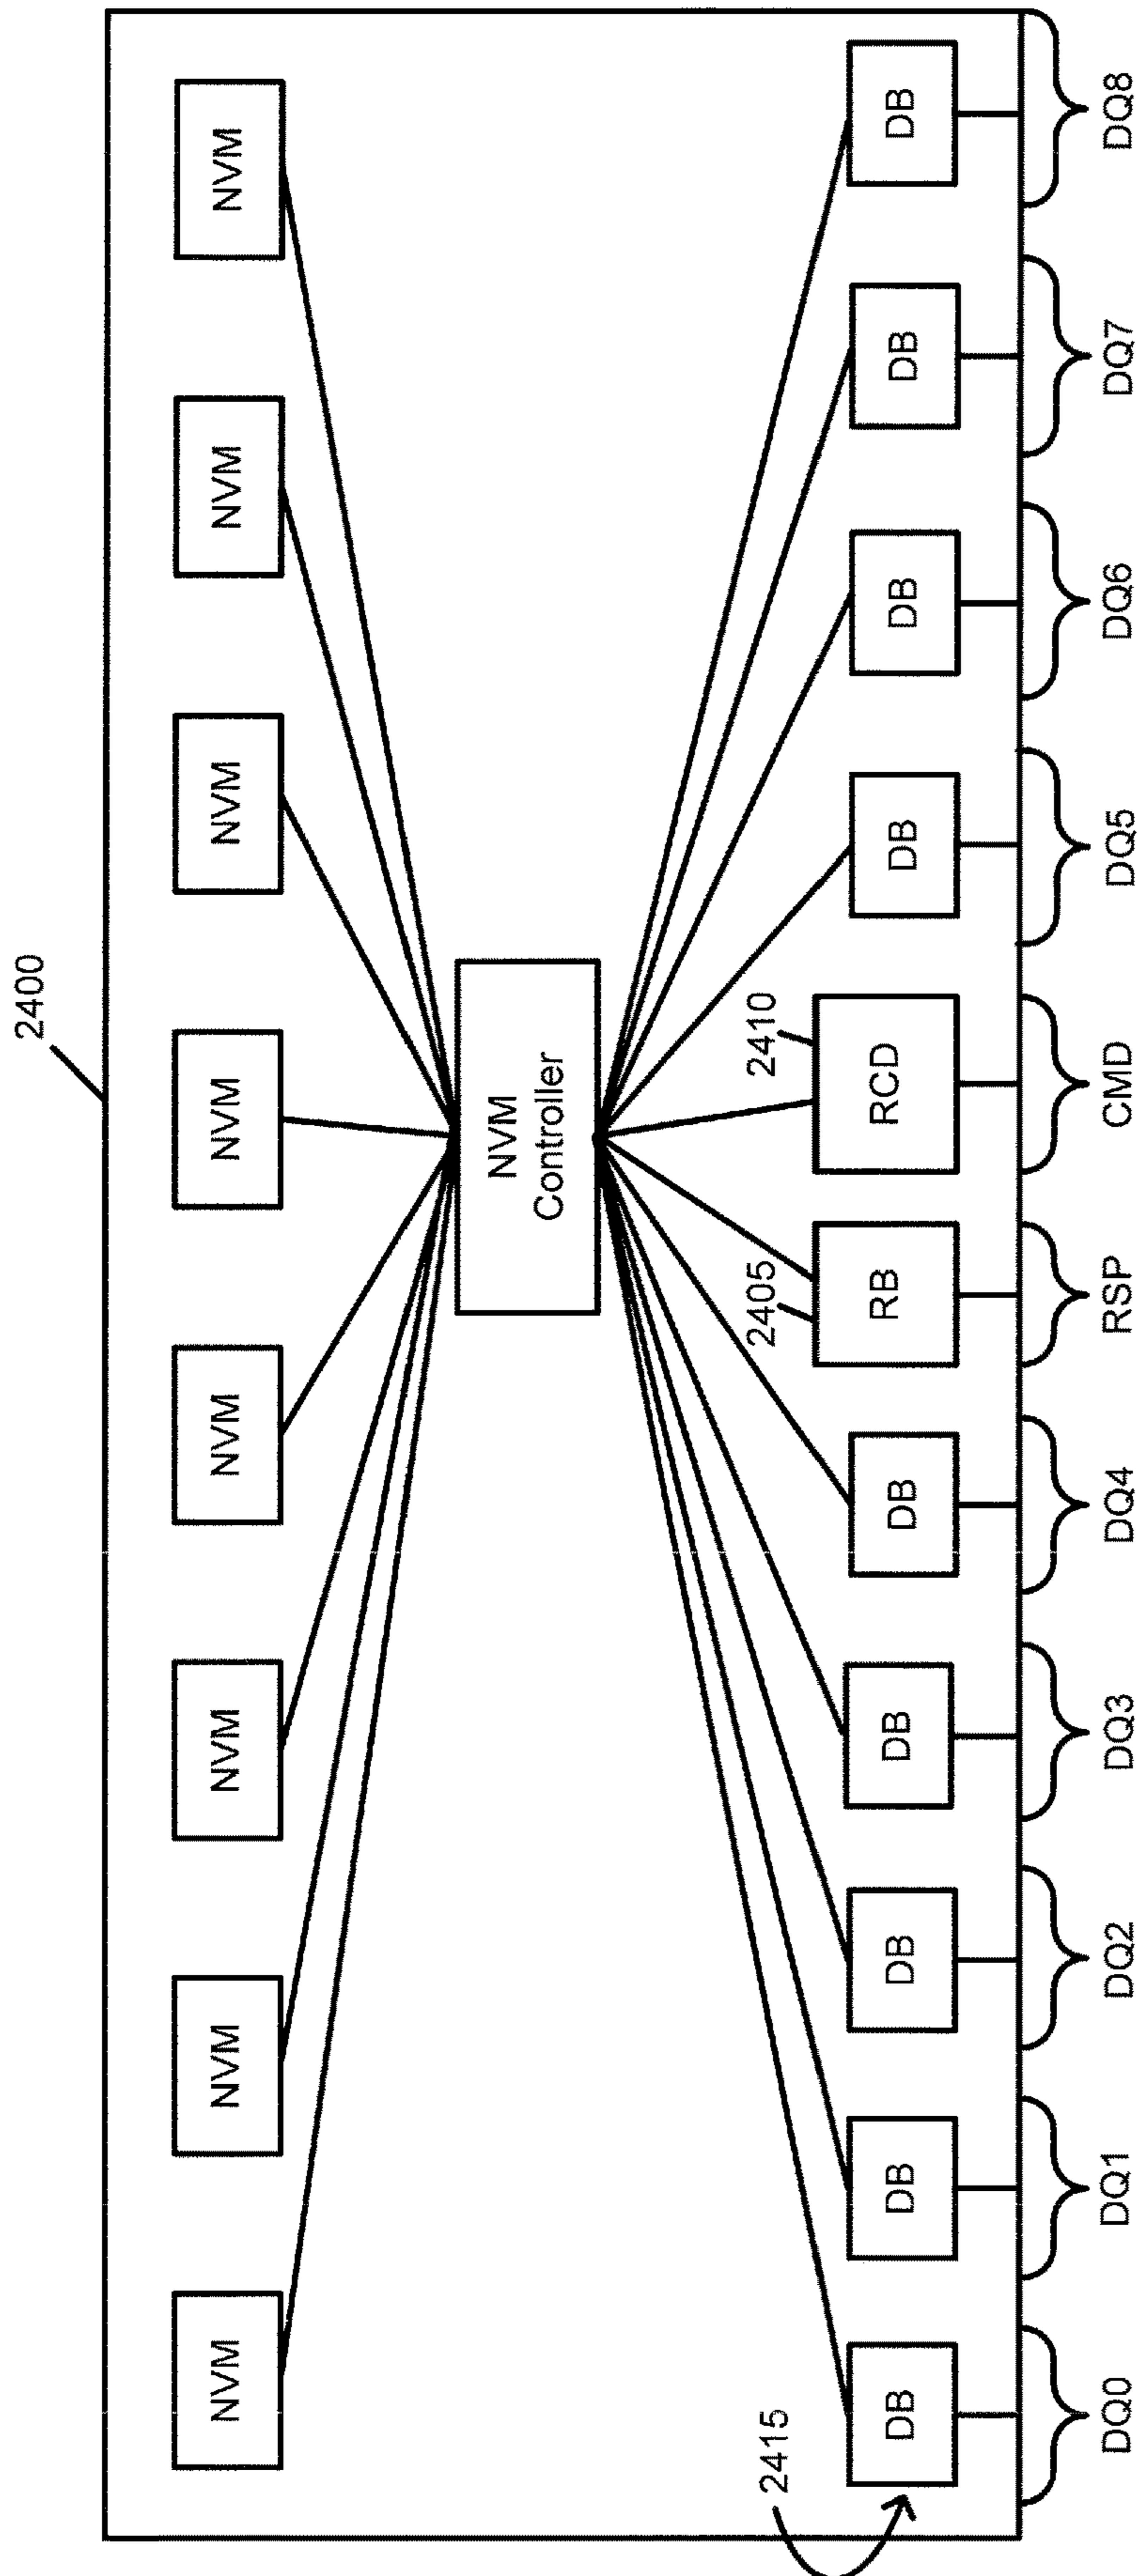 2400
NVM
NVM
NVM
NVM
NVM
NVM
NVM
NVM
NVM
Controller
2415
2405
2410
DB
DB
DB
DB
DB
RB
RCD
DB
DB
DB
DB
DQ0
DQ1
DQ2
DQ3
DQ4
RSP
CMD
DQ5
DQ6
DQ7
DQ8